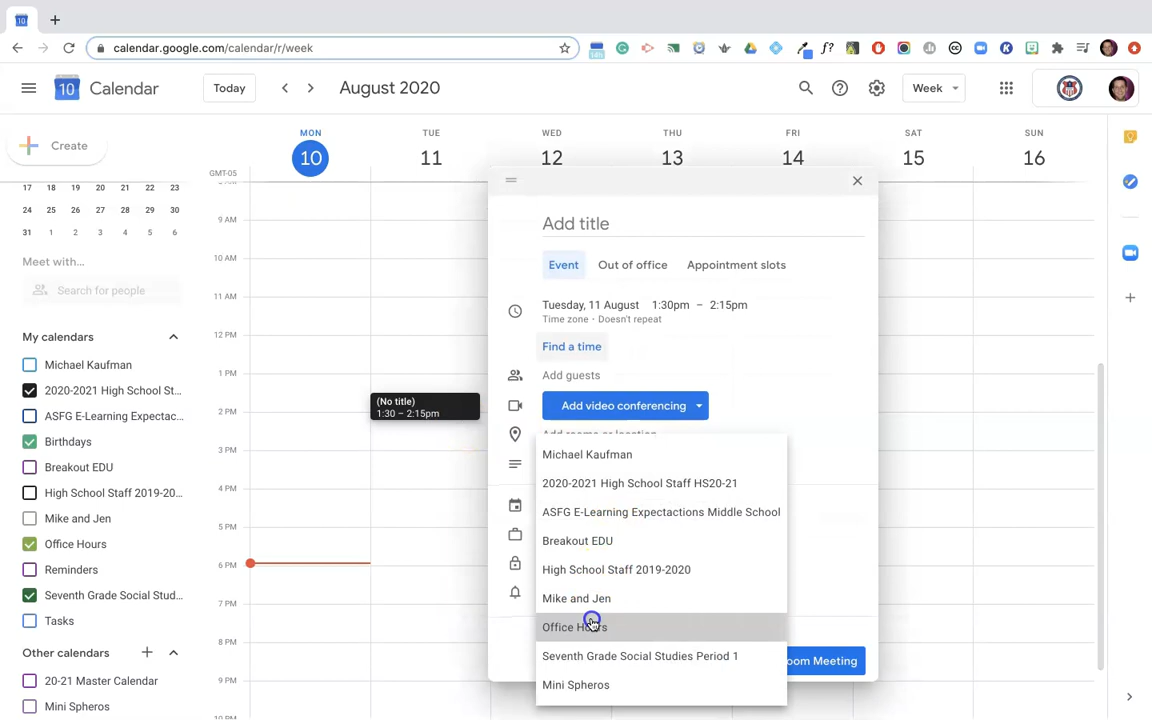 10
calendar.google.com/calendar/r/week
f?
CC
K
10 Calendar
Today
August 2020
Week
Create
MON
10
TUE
11
WED
12
THU
13
FRI
14
SAT
15
SUN
16
GMT-05
17 18 19 20 21 22 23
24 25 26 27 28 29 30
31 1 2 3 4 5 6
Meet with...
Search for people
My calendars
Michael Kaufman
2020-2021 High School St...
ASFG E-Learning Expectac...
Birthdays
Breakout EDU
High School Staff 2019-20...
Mike and Jen
Office Hours
Reminders
Seventh Grade Social Stud...
Tasks
Other calendars
20-21 Master Calendar
Mini Spheros
9 AM
10 AM
11 AM
12 PM
1 PM
2 PM
3 PM
4 PM
5 PM
6 PM
7 PM
8 PM
9 PM
(No title)
1:30 – 2:15pm
Add title
Event Out of office Appointment slots
Tuesday, 11 August 1:30pm – 2:15pm
Time zone · Doesn't repeat
Find a time
Add guests
Add video conferencing
Michael Kaufman
2020-2021 High School Staff HS20-21
ASFG E-Learning Expectactions Middle School
Breakout EDU
High School Staff 2019-2020
Mike and Jen
Office Hours
Seventh Grade Social Studies Period 1
Mini Spheros
oom Meeting